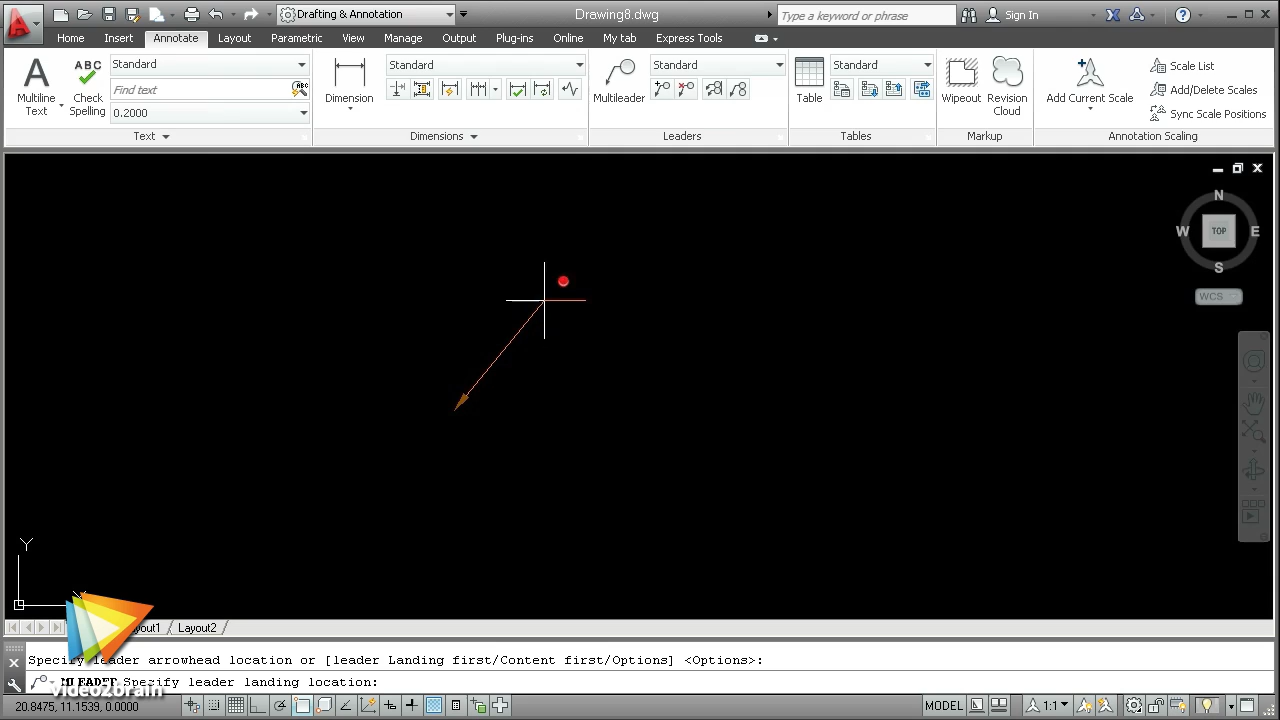 Drafting & Annotation
Drawing8.dwg
Type a keyword or phrase
Sign In
Home Insert Annotate Layout Parametric View Manage Output Plug-ins Online My tab Express Tools
Multiline Text
ABC
Check Spelling
Standard
Find text
ABC
0.2000
Text
Dimension
Standard
Dimensions
Multileader
Standard
Leaders
Table
Standard
Tables
Wipeout
Revision Cloud
Markup
Add Current Scale
Scale List
Add/Delete Scales
Sync Scale Positions
Annotation Scaling
N
W TOP E
S
WCS
Y
Layout2
Specify leader arrowhead location or [leader Landing first/Content first/Options] <Options>:
MLEADER Specify leader landing location:
video2brain
20.8475, 11.1539, 0.0000
MODEL
1:1